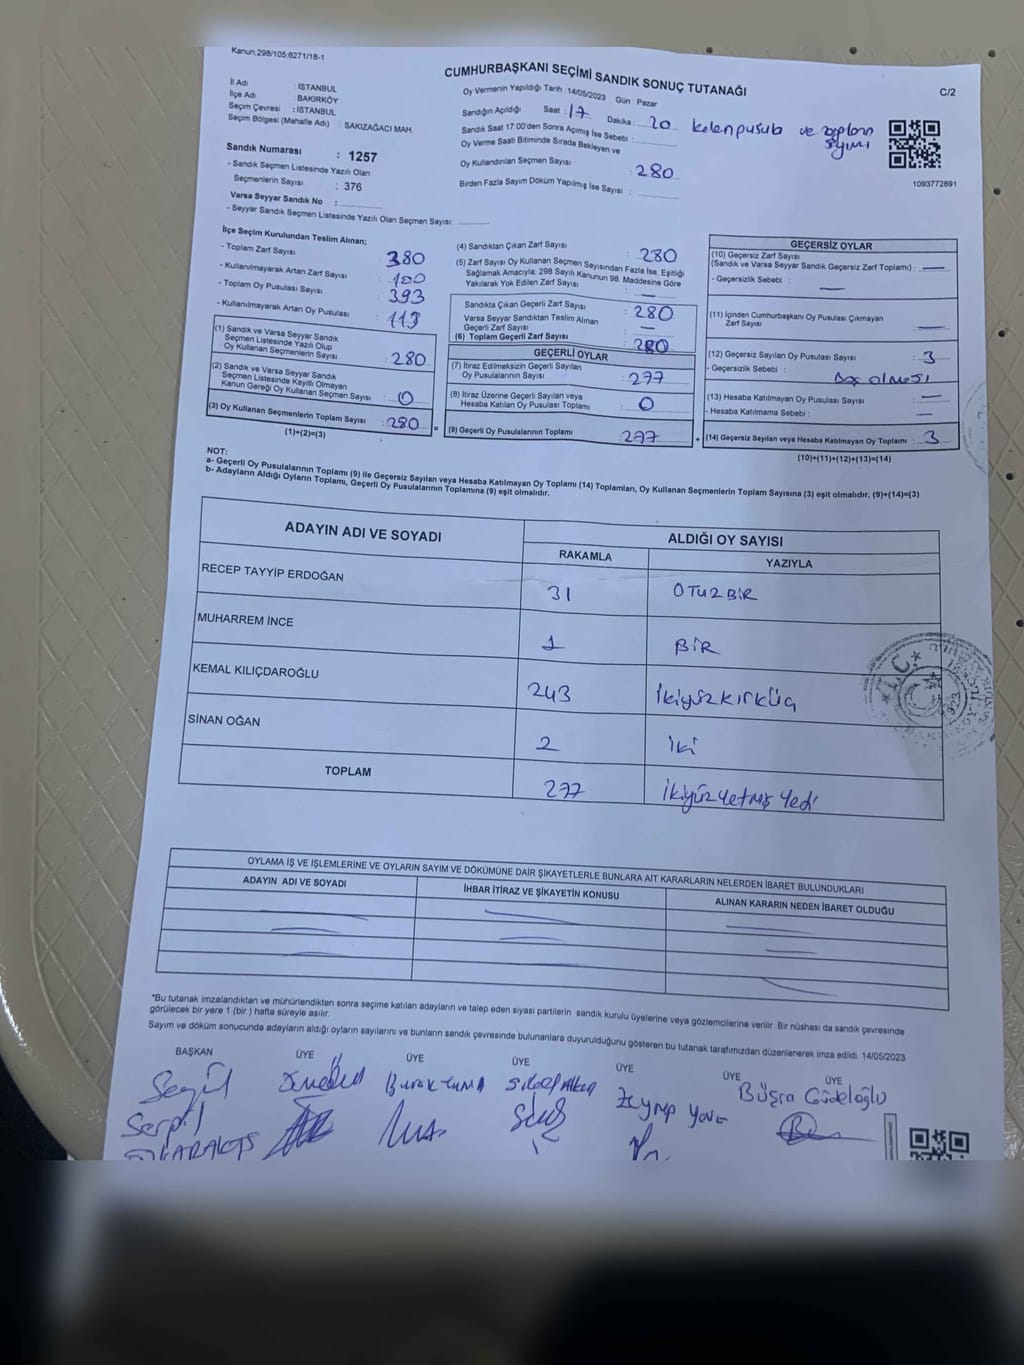 Kanun:298/105;6271/18-1
CUMHURBAŞKANI SEÇİMİ SANDIK SONUÇ TUTANAĞI
C/2
İl Adı : İSTANBUL
İlçe Adı : BAKIRKÖY
Seçim Çevresi : İSTANBUL
Seçim Bölgesi (Mahalle Adı) : SAKIZAĞACI MAH.
Oy Vermenin Yapıldığı Tarih : 14/05/2023 Gün : Pazar
Sandığın Açıldığı Saat : 17 Dakika : 20
Sandık Saat 17:00'den Sonra Açılmış İse Sebebi : kalan pusula ve zarfların sayımı
Oy Verme Saati Bitiminde Sırada Bekleyen ve
Oy Kullandırılan Seçmen Sayısı : 280
Birden Fazla Sayım Döküm Yapılmış İse Sayısı :
1093772891
Sandık Numarası : 1257
- Sandık Seçmen Listesinde Yazılı Olan
Seçmenlerin Sayısı : 376
Varsa Seyyar Sandık No :
- Seyyar Sandık Seçmen Listesinde Yazılı Olan Seçmen Sayısı:
İlçe Seçim Kurulundan Teslim Alınan;
- Toplam Zarf Sayısı : 380
- Kullanılmayarak Artan Zarf Sayısı : 100
- Toplam Oy Pusulası Sayısı : 393
- Kullanılmayarak Artan Oy Pusulası : 113
(1) Sandık ve Varsa Seyyar Sandık
Seçmen Listesinde Yazılı Olup
Oy Kullanan Seçmenlerin Sayısı : 280
(2) Sandık ve Varsa Seyyar Sandık
Seçmen Listesinde Kayıtlı Olmayan
Kanun Gereği Oy Kullanan Seçmen Sayısı : 0
(3) Oy Kullanan Seçmenlerin Toplam Sayısı : 280
(1)+(2)=(3)
(4) Sandıktan Çıkan Zarf Sayısı : 280
(5) Zarf Sayısı Oy Kullanan Seçmen Sayısından Fazla İse, Eşitliği
Sağlamak Amacıyla, 298 Sayılı Kanunun 98. Maddesine Göre
Yakılarak Yok Edilen Zarf Sayısı : —
Sandıkta Çıkan Geçerli Zarf Sayısı : 280
Varsa Seyyar Sandıktan Teslim Alınan
Geçerli Zarf Sayısı : —
(6) Toplam Geçerli Zarf Sayısı : 280
GEÇERLİ OYLAR
(7) İtiraz Edilmeksizin Geçerli Sayılan
Oy Pusulalarının Sayısı : 277
(8) İtiraz Üzerine Geçerli Sayılan veya
Hesaba Katılan Oy Pusulası Toplamı : 0
(9) Geçerli Oy Pusulalarının Toplamı : 277
=
+
GEÇERSİZ OYLAR
(10) Geçersiz Zarf Sayısı
(Sandık ve Varsa Seyyar Sandık Geçersiz Zarf Toplamı) : —
- Geçersizlik Sebebi : —
(11) İçinden Cumhurbaşkanı Oy Pusulası Çıkmayan
Zarf Sayısı : —
(12) Geçersiz Sayılan Oy Pusulası Sayısı : 3
- Geçersizlik Sebebi : Boş olması
(13) Hesaba Katılmayan Oy Pusulası Sayısı : —
- Hesaba Katılmama Sebebi : —
(14) Geçersiz Sayılan veya Hesaba Katılmayan Oy Toplamı : 3
(10)+(11)+(12)+(13)=(14)
NOT:
a- Geçerli Oy Pusulalarının Toplamı (9) ile Geçersiz Sayılan veya Hesaba Katılmayan Oy Toplamı (14) Toplamları, Oy Kullanan Seçmenlerin Toplam Sayısına (3) eşit olmalıdır. (9)+(14)=(3)
b- Adayların Aldığı Oyların Toplamı, Geçerli Oy Pusulalarının Toplamına (9) eşit olmalıdır.
ADAYIN ADI VE SOYADI
ALDIĞI OY SAYISI
RAKAMLA YAZIYLA
RECEP TAYYİP ERDOĞAN 31 OTUZBİR
MUHARREM İNCE 1 BİR
KEMAL KILIÇDAROĞLU 243 İkiyüzkırküç
SİNAN OĞAN 2 İki
TOPLAM 277 İkiyüzyetmiş Yedi
T.C.
OYLAMA İŞ VE İŞLEMLERİNE VE OYLARIN SAYIM VE DÖKÜMÜNE DAİR ŞİKAYETLERLE BUNLARA AİT KARARLARIN NELERDEN İBARET BULUNDUKLARI
ADAYIN ADI VE SOYADI İHBAR İTİRAZ VE ŞİKAYETİN KONUSU ALINAN KARARIN NEDEN İBARET OLDUĞU
*Bu tutanak imzalandıktan ve mühürlendikten sonra seçime katılan adayların ve talep eden siyasi partilerin sandık kurulu üyelerine veya gözlemcilerine verilir. Bir nüshası da sandık çevresinde
görülecek bir yere 1 (bir ) hafta süreyle asılır.
Sayım ve döküm sonucunda adayların aldığı oyların sayılarını ve bunların sandık çevresinde bulunanlara duyurulduğunu gösteren bu tutanak tarafımızdan düzenlenerek imza edildi. 14/05/2023
BAŞKAN ÜYE ÜYE ÜYE ÜYE ÜYE ÜYE
Serpil
Zeynep
Büşra Güdeloğlu